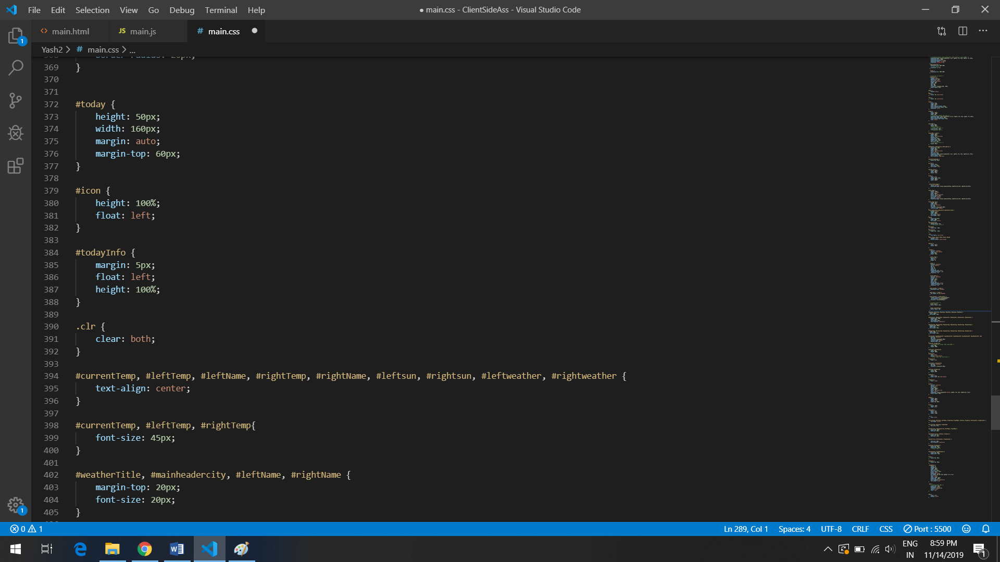 File Edit Selection View Go Debug Terminal Help
● main.css - ClientSideAss - Visual Studio Code
<> main.html JS main.js # main.css
Yash2 > # main.css > ...
369 }
370
371
372 #today {
373 height: 50px;
374 width: 160px;
375 margin: auto;
376 margin-top: 60px;
377 }
378
379 #icon {
380 height: 100%;
381 float: left;
382 }
383
384 #todayInfo {
385 margin: 5px;
386 float: left;
387 height: 100%;
388 }
389
390 .clr {
391 clear: both;
392 }
393
394 #currentTemp, #leftTemp, #leftName, #rightTemp, #rightName, #leftsun, #rightsun, #leftweather, #rightweather {
395 text-align: center;
396 }
397
398 #currentTemp, #leftTemp, #rightTemp{
399 font-size: 45px;
400 }
401
402 #weatherTitle, #mainheadercity, #leftName, #rightName {
403 margin-top: 20px;
404 font-size: 20px;
405 }
1
1
0 1
Ln 289, Col 1 Spaces: 4 UTF-8 CRLF CSS Port : 5500
ENG
IN
8:59 PM
11/14/2019
1